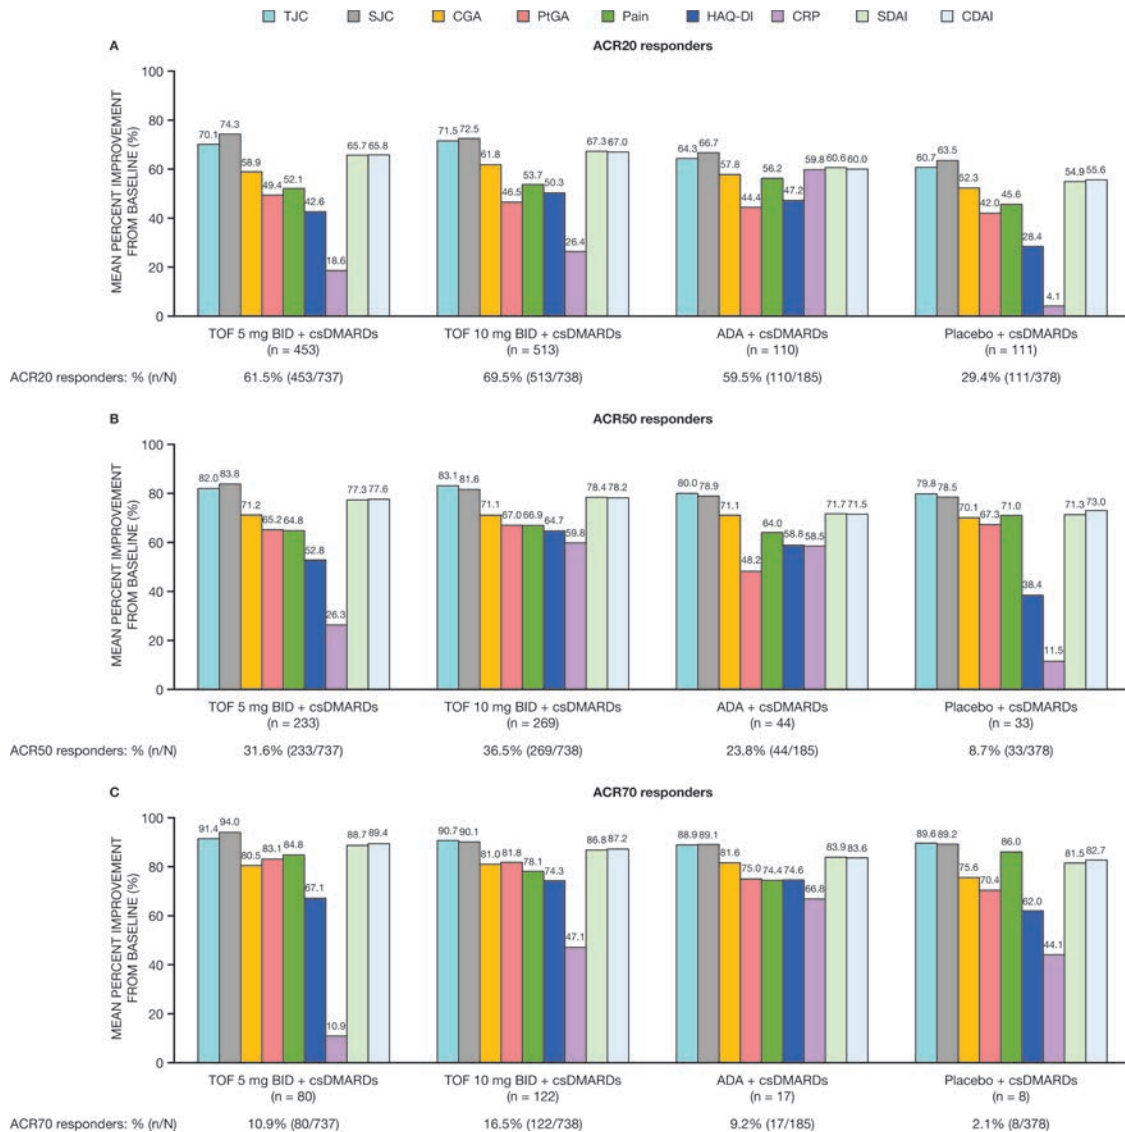 TJC SJC CGA PtGA Pain HAQ-DI CRP SDAI CDAI
A ACR20 responders
MEAN PERCENT IMPROVEMENT
FROM BASELINE (%)
100
80
60
40
20
0
70.1 74.3 58.9 49.4 52.1 42.6 18.6 65.7 65.8
71.5 72.5 61.8 46.5 53.7 50.3 26.4 67.3 67.0
64.3 66.7 57.8 44.4 56.2 47.2 59.8 60.6 60.0
60.7 63.5 52.3 42.0 45.6 28.4 4.1 54.9 55.6
TOF 5 mg BID + csDMARDs TOF 10 mg BID + csDMARDs ADA + csDMARDs Placebo + csDMARDs
(n = 453) (n = 513) (n = 110) (n = 111)
ACR20 responders: % (n/N) 61.5% (453/737) 69.5% (513/738) 59.5% (110/185) 29.4% (111/378)
B ACR50 responders
MEAN PERCENT IMPROVEMENT
FROM BASELINE (%)
100
80
60
40
20
0
82.0 83.8 71.2 65.2 64.8 52.8 26.3 77.3 77.6
83.1 81.6 71.1 67.0 66.9 64.7 59.8 78.4 78.2
80.0 78.9 71.1 48.2 64.0 58.8 58.5 71.7 71.5
79.8 78.5 70.1 67.3 71.0 38.4 11.5 71.3 73.0
TOF 5 mg BID + csDMARDs TOF 10 mg BID + csDMARDs ADA + csDMARDs Placebo + csDMARDs
(n = 233) (n = 269) (n = 44) (n = 33)
ACR50 responders: % (n/N) 31.6% (233/737) 36.5% (269/738) 23.8% (44/185) 8.7% (33/378)
C ACR70 responders
MEAN PERCENT IMPROVEMENT
FROM BASELINE (%)
100
80
60
40
20
0
91.4 94.0 80.5 83.1 84.8 67.1 10.9 88.7 89.4
90.7 90.1 81.0 81.8 78.1 74.3 47.1 86.8 87.2
88.9 89.1 81.6 75.0 74.4 74.6 66.8 83.9 83.6
89.6 89.2 75.6 70.4 86.0 62.0 44.1 81.5 82.7
TOF 5 mg BID + csDMARDs TOF 10 mg BID + csDMARDs ADA + csDMARDs Placebo + csDMARDs
(n = 80) (n = 122) (n = 17) (n = 8)
ACR70 responders: % (n/N) 10.9% (80/737) 16.5% (122/738) 9.2% (17/185) 2.1% (8/378)